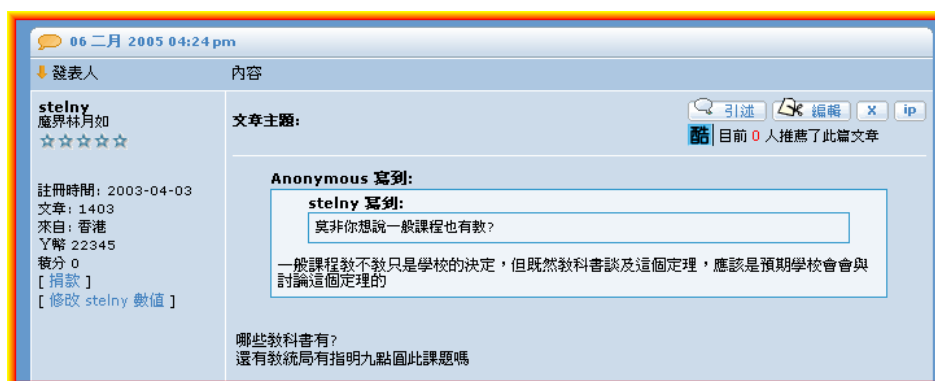 06 二月 2005 04:24 pm
發表人 內容
stelny
魔界林月如
☆☆☆☆☆
文章主題:
引述 編輯 x ip
酷 目前 0 人推薦了此篇文章
註冊時間: 2003-04-03
文章: 1403
來自: 香港
Y幣 22345
積分 0
[ 捐款 ]
[ 修改 stelny 數值 ]
Anonymous 寫到:
stelny 寫到:
莫非你想說一般課程也有教?
一般課程教不教只是學校的決定，但既然教科書談及這個定理，應該是預期學校會會與
討論這個定理的
哪些教科書有?
還有教統局有指明九點圓此課題嗎